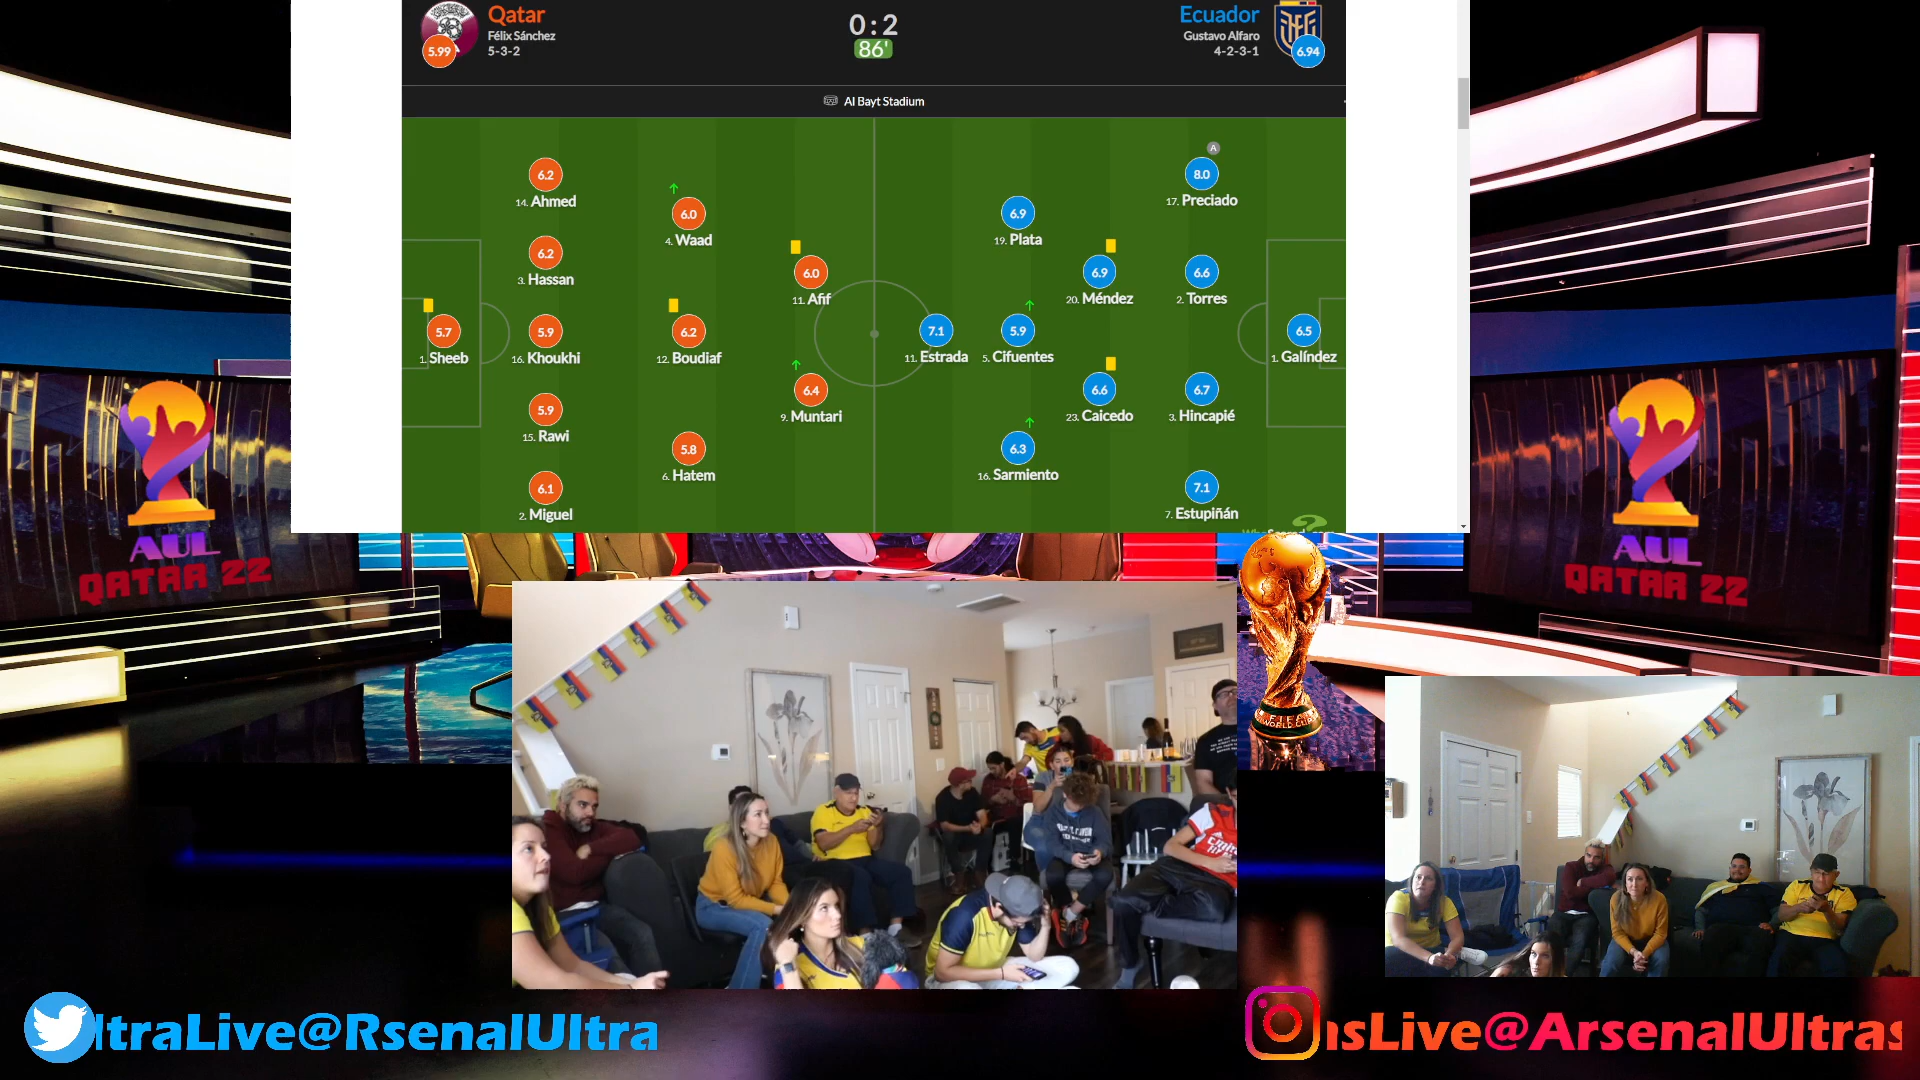 Qatar
Félix Sánchez
5-3-2
5.99
0:2
86'
Ecuador
Gustavo Alfaro
4-2-3-1
6.94
Al Bayt Stadium
6.2
14. Ahmed
6.2
3. Hassan
5.7
1. Sheeb
5.9
16. Khoukhi
5.9
15. Rawi
6.1
2. Miguel
6.0
4. Waad
6.2
12. Boudiaf
5.8
6. Hatem
6.0
11. Afif
6.4
9. Muntari
7.1
11. Estrada
6.9
19. Plata
5.9
5. Cifuentes
6.3
16. Sarmiento
6.9
20. Méndez
6.6
23. Caicedo
A
8.0
17. Preciado
6.6
2. Torres
6.7
3. Hincapié
7.1
7. Estupiñán
6.5
1. Galíndez
AUL
QATAR 22
AUL
QATAR 22
FIFA
WORLD CUP
ltraLive@RsenalUltra
nsLive@ArsenalUltras